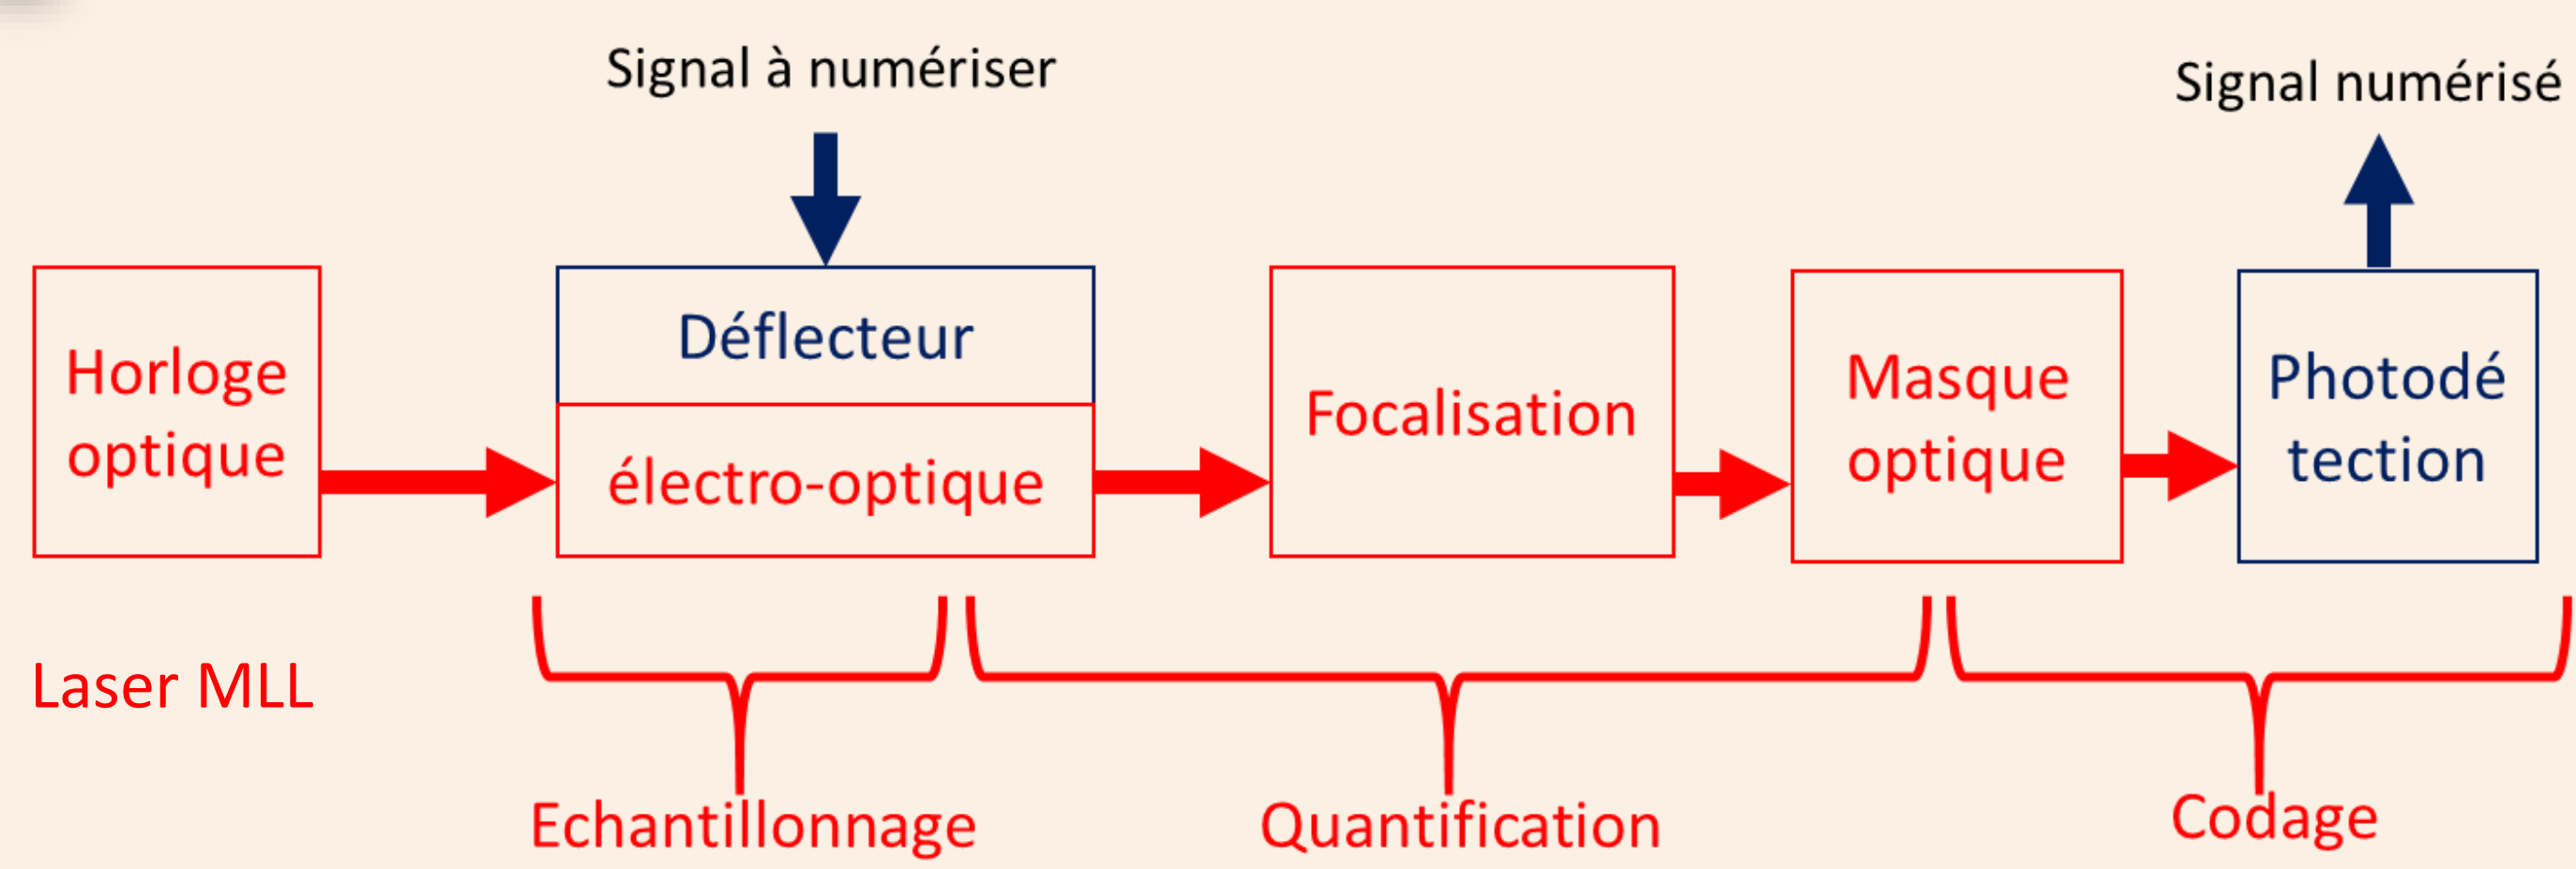 Signal à numériser
Signal numérisé
Horloge
optique
Déflecteur
électro-optique
Focalisation
Masque
optique
Photodé
tection
Laser MLL
Echantillonnage
Quantification
Codage